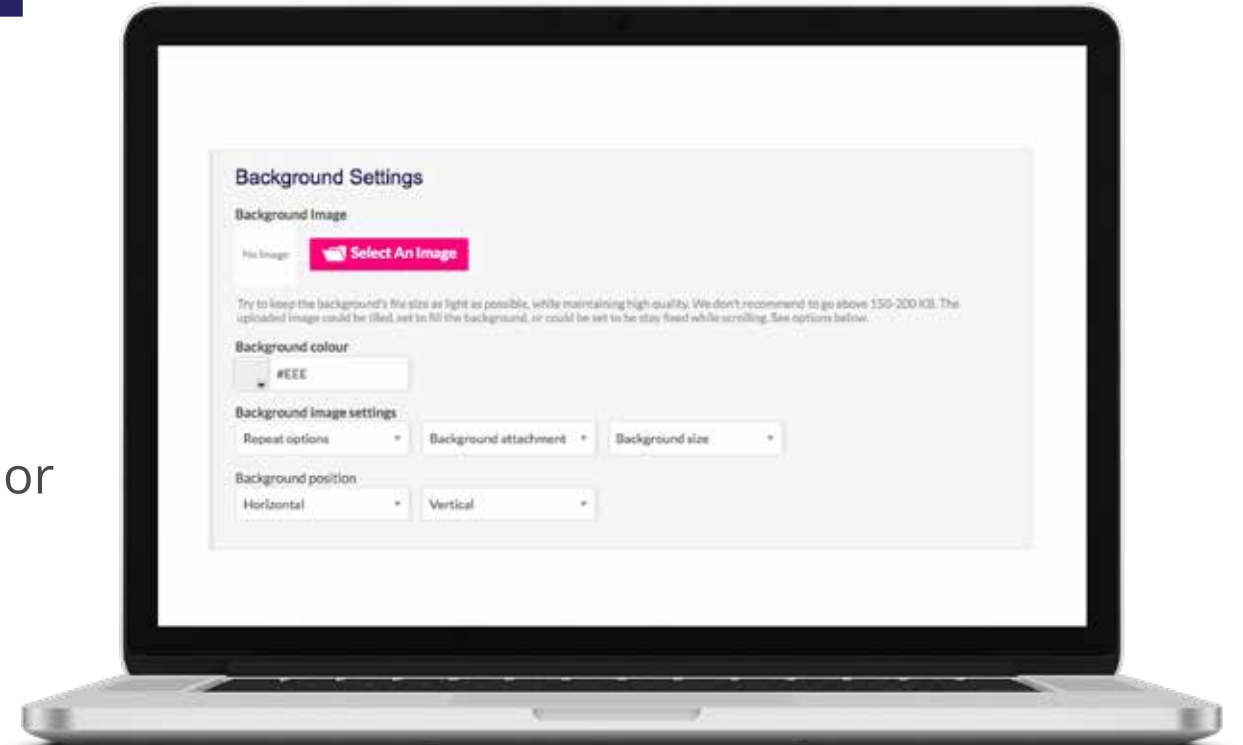 Background Settings
Background Image
No Image
Select An Image
Try to keep the background's file size as light as possible, while maintaining high quality. We don't recommend to go above 150-200 KB. The
uploaded image could be tiled, set to fill the background, or could be set to be stay fixed while scrolling. See options below.
Background colour
#EEE
Background image settings
Repeat options
Background attachment
Background size
or
Background position
Horizontal
Vertical